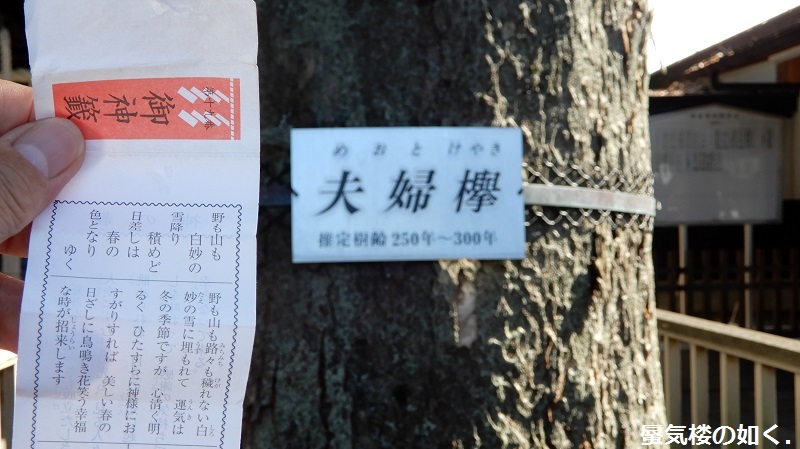 御神籤
野も山も
白妙の
雪降り
積めど
日差しは
春の
色となり
ゆく
野も山も路々も穢れない白
妙の雪に埋もれて 運気は
冬の季節ですが、心清く明
るく、ひたすらに神様にお
すがりすれば 美しい春の
日ざしに鳥鳴き花笑う幸福
な時が招来します
めおとけやき
夫婦欅
推定樹齢250年〜300年
蜃気楼の如く.